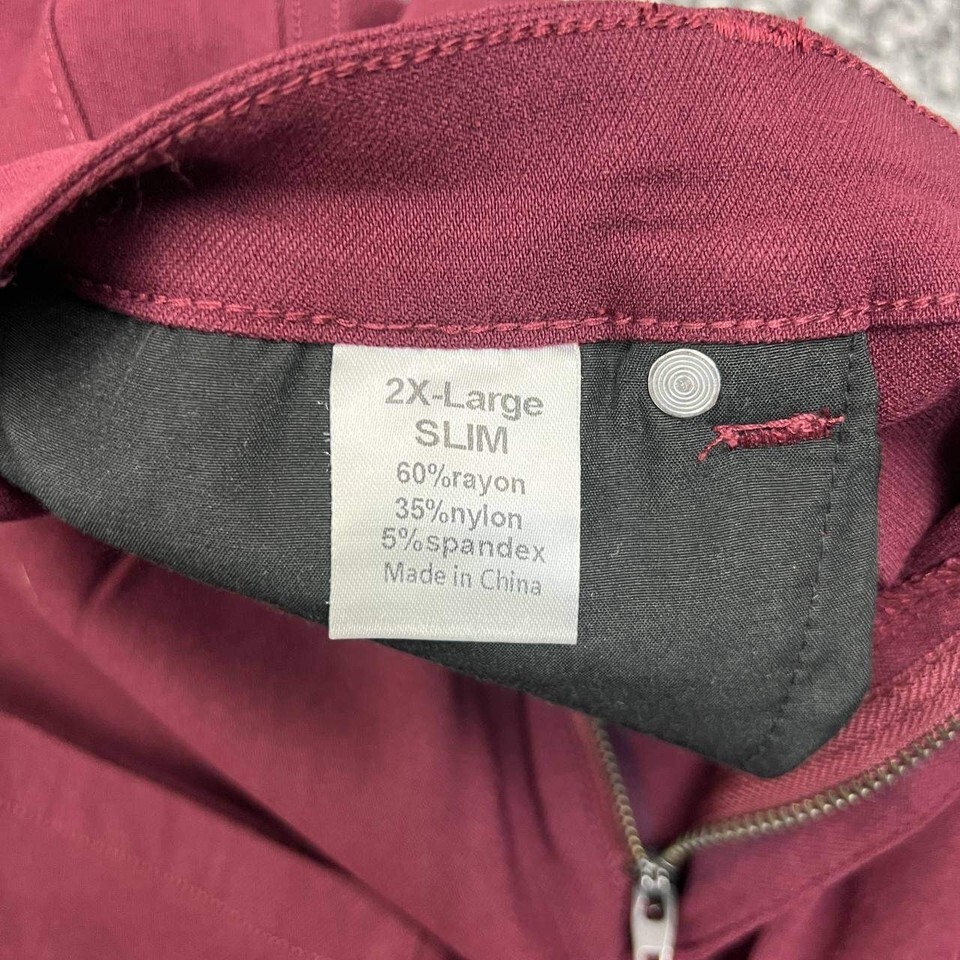 2X-Large
SLIM
60%rayon
35%nylon
5%spandex
Made in China